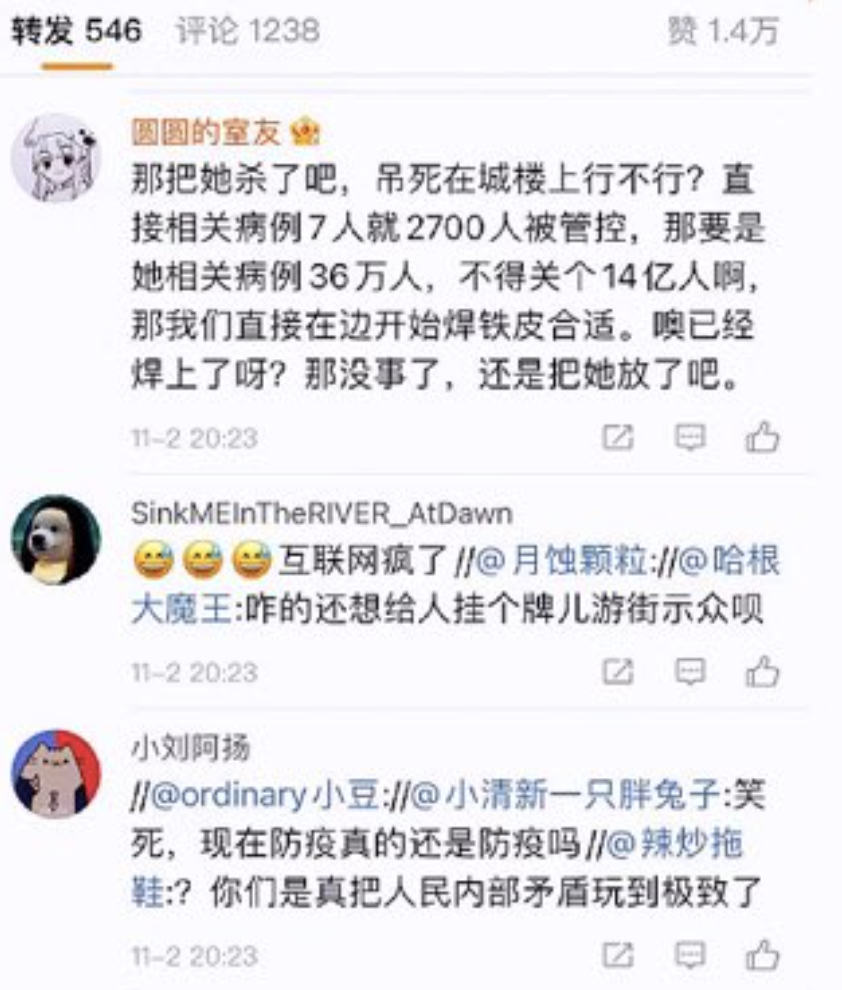 转发 546 评论 1238 赞 1.4万
圆圆的室友
那把她杀了吧，吊死在城楼上行不行？直
接相关病例7人就2700人被管控，那要是
她相关病例36万人，不得关个14亿人啊，
那我们直接在边开始焊铁皮合适。噢已经
焊上了呀？那没事了，还是把她放了吧。
11-2 20:23
SinkMEInTheRIVER_AtDawn
😅😅😅互联网疯了//@月蚀颗粒://@哈根
大魔王:咋的还想给人挂个牌儿游街示众呗
11-2 20:23
小刘阿扬
//@ordinary小豆://@小清新一只胖兔子:笑
死，现在防疫真的还是防疫吗//@辣炒拖
鞋:？你们是真把人民内部矛盾玩到极致了
11-2 20:23